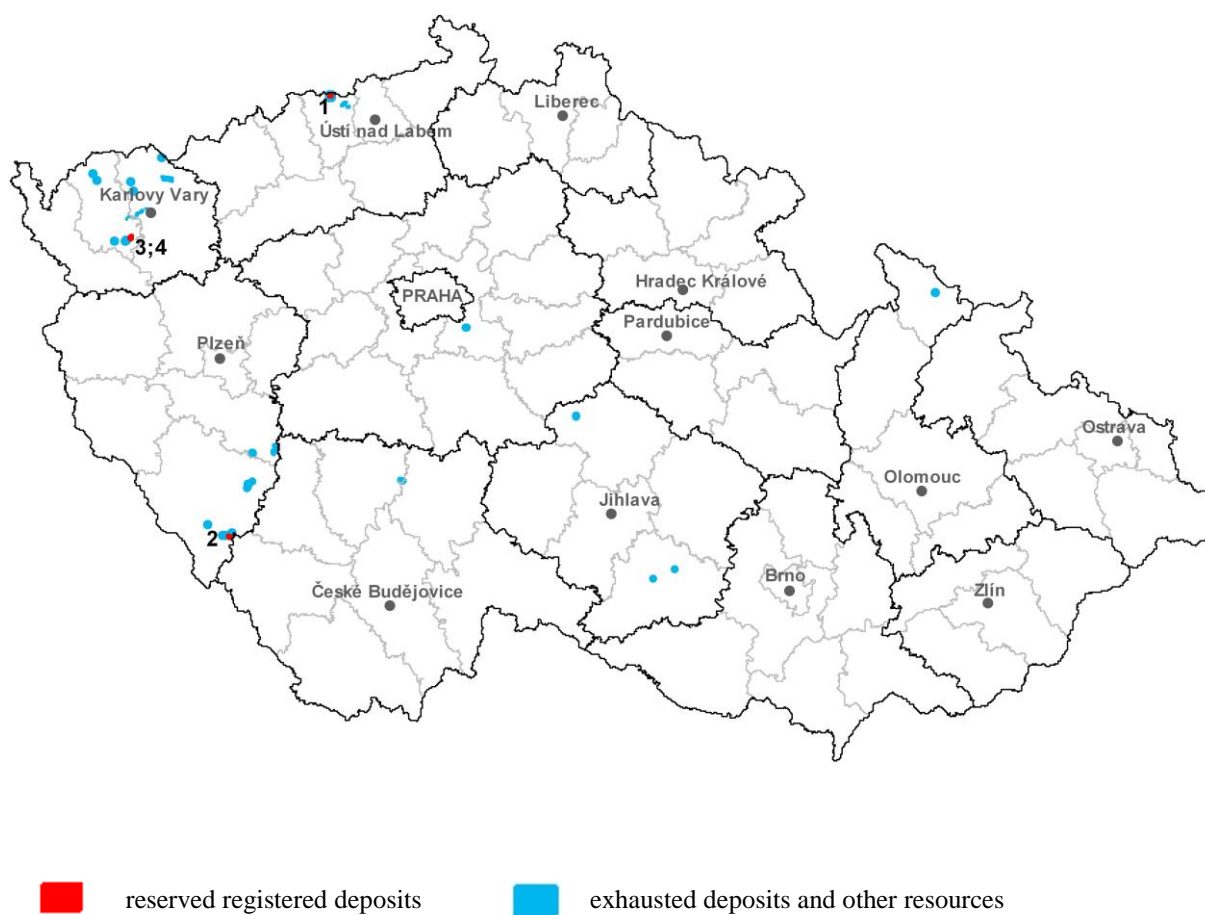 1
Liberec
Ústí nad Labem
Karlovy Vary
3;4
Hradec Králové
PRAHA
Pardubice
Plzeň
Ostrava
Olomouc
Jihlava
2
Brno
České Budějovice
Zlín
reserved registered deposits
exhausted deposits and other resources